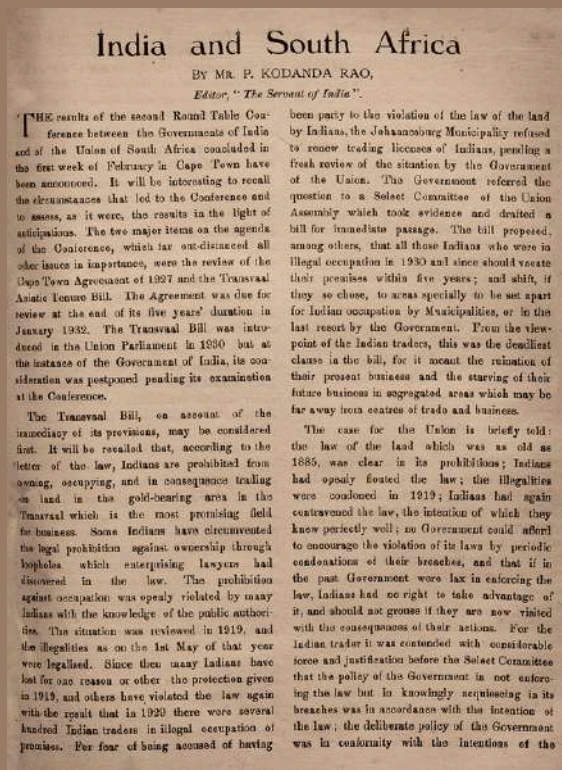 India and South Africa
BY MR. P. KODANDA RAO,
Editor, "The Servant of India".
THE results of the second Round Table Con-
ference between the Governments of India
and of the Union of South Africa concluded in
the first week of February in Cape Town have
been announced. It will be interesting to recall
the circumstances that led to the Conference and
to assess, as it were, the results in the light of
anticipations. The two major items on the agenda
of the Conference, which far out-distanced all
other issues in importance, were the review of the
Cape Town Agreement of 1927 and the Transvaal
Asiatic Tenure Bill. The Agreement was due for
review at the end of its five years' duration in
January 1932. The Transvaal Bill was intro-
duced in the Union Parliament in 1930 but at
the instance of the Government of India, its con-
sideration was postponed pending its examination
at the Conference.
The Transvaal Bill, on account of the
immediacy of its provisions, may be considered
first. It will be recalled that, according to the
letter of the law, Indians are prohibited from
owning, occupying, and in consequence trading
on land in the gold-bearing area in the
Transvaal which is the most promising field
for business. Some Indians have circumvented
the legal prohibition against ownership through
loopholes which enterprising lawyers had
discovered in the law. The prohibition
against occupation was openly violated by many
Indians with the knowledge of the public authori-
ties. The situation was reviewed in 1919, and
the illegalities as on the 1st May of that year
were legalised. Since then many Indians have
lost for one reason or other the protection given
in 1919, and others have violated the law again
with the result that in 1929 there were several
hundred Indian traders in illegal occupation of
premises. For fear of being accused of having
been party to the violation of the law of the land
by Indians, the Johannesburg Municipality refused
to renew trading licenses of Indians, pending a
fresh review of the situation by the Government
of the Union. The Government referred the
question to a Select Committee of the Union
Assembly which took evidence and drafted a
bill for immediate passage. The bill proposed,
among others, that all those Indians who were in
illegal occupation in 1930 and since should vacate
their premises within five years; and shift, if
they so chose, to areas specially to be set apart
for Indian occupation by Municipalities, or in the
last resort by the Government. From the view-
point of the Indian traders, this was the deadliest
clause in the bill, for it meant the ruination of
their present business and the starving of their
future business in segregated areas which may be
far away from centres of trade and business.
The case for the Union is briefly told:
the law of the land which was as old as
1885, was clear in its prohibitions; Indians
had openly flouted the law; the illegalities
were condoned in 1919; Indians had again
contravened the law, the intention of which they
knew perfectly well; no Government could afford
to encourage the violation of its laws by periodic
condonations of their breaches, and that if in
the past Government were lax in enforcing the
law, Indians had no right to take advantage of
it, and should not grouse if they are now visited
with the consequences of their actions. For the
Indian trader it was contended with considerable
force and justification before the Select Committee
that the policy of the Government in not enforc-
ing the law but in knowingly acquiescing in its
breaches was in accordance with the intention of
the law; the deliberate policy of the Government
was in conformity with the intentions of the